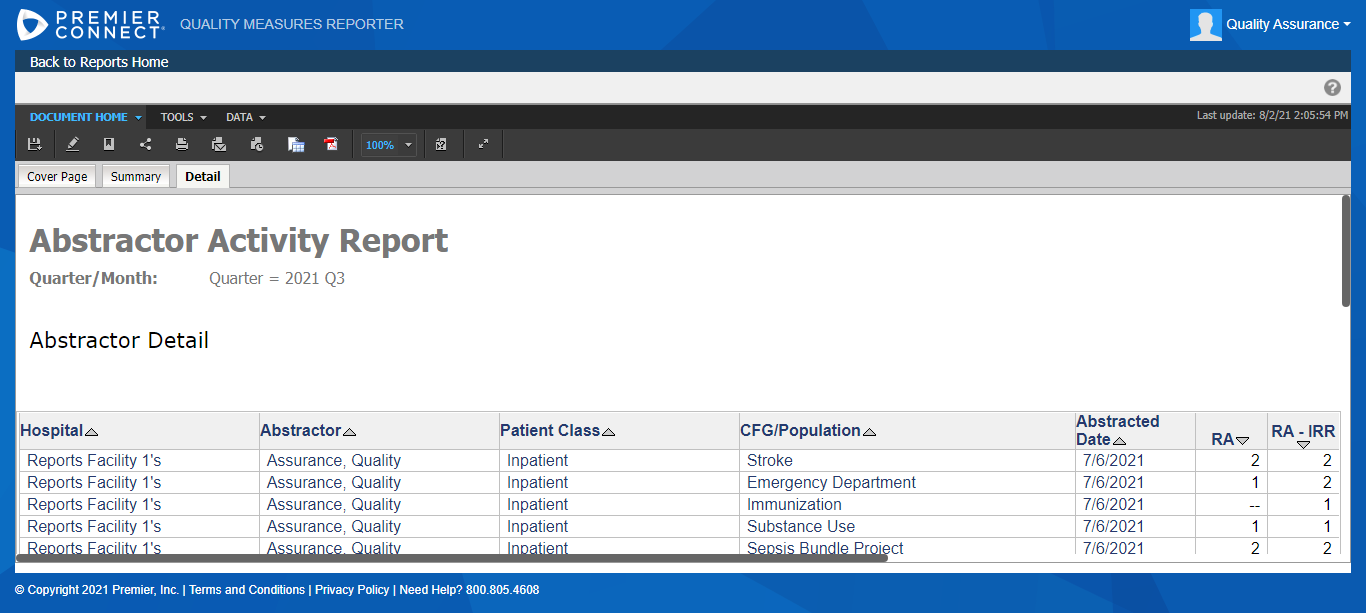 PREMIER CONNECT QUALITY MEASURES REPORTER Quality Assurance
Back to Reports Home
?
DOCUMENT HOME TOOLS DATA Last update: 8/2/21 2:05:54 PM
100%
Cover Page Summary Detail
Abstractor Activity Report
Quarter/Month: Quarter = 2021 Q3
Abstractor Detail
Hospital Abstractor Patient Class CFG/Population Abstracted Date RA RA - IRR
Reports Facility 1's Assurance, Quality Inpatient Stroke 7/6/2021 2 2
Reports Facility 1's Assurance, Quality Inpatient Emergency Department 7/6/2021 1 2
Reports Facility 1's Assurance, Quality Inpatient Immunization 7/6/2021 -- 1
Reports Facility 1's Assurance, Quality Inpatient Substance Use 7/6/2021 1 1
Reports Facility 1's Assurance, Quality Inpatient Sepsis Bundle Project 7/6/2021 2 2
© Copyright 2021 Premier, Inc. | Terms and Conditions | Privacy Policy | Need Help? 800.805.4608